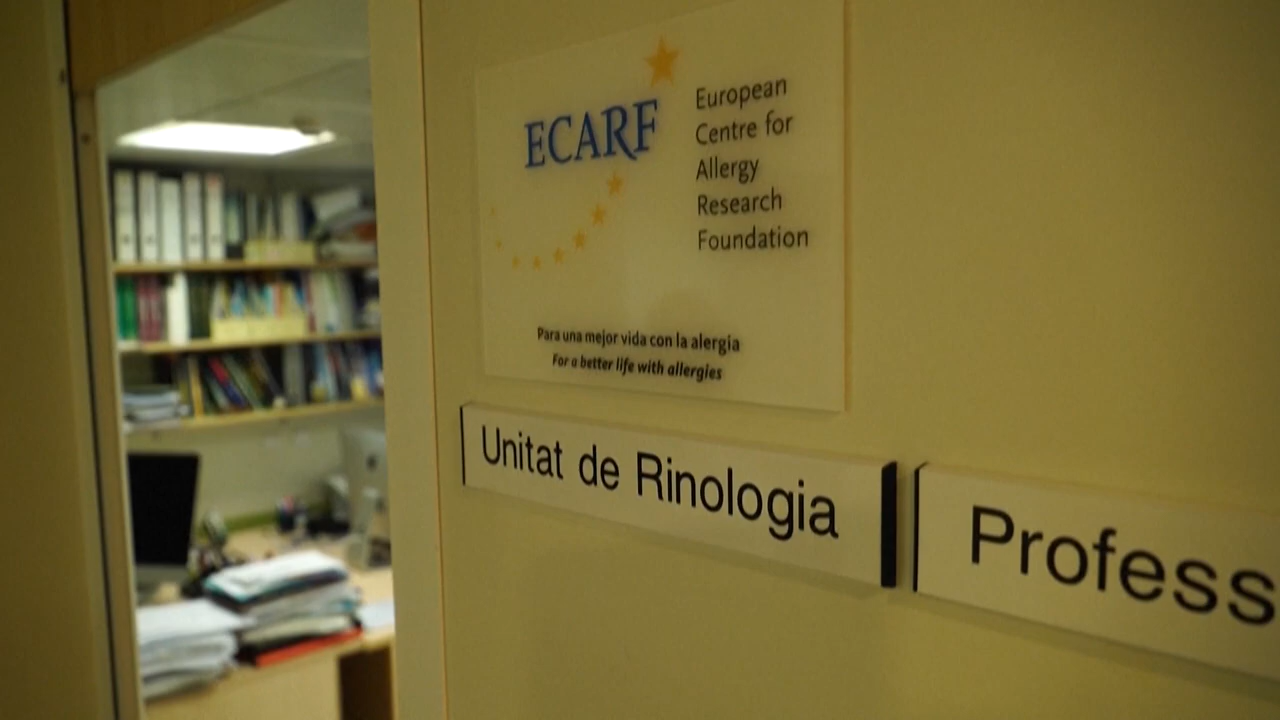 ECARF
European
Centre for
Allergy
Research
Foundation
Para una mejor vida con la alergia
For a better life with allergies
Unitat de Rinologia
Profess